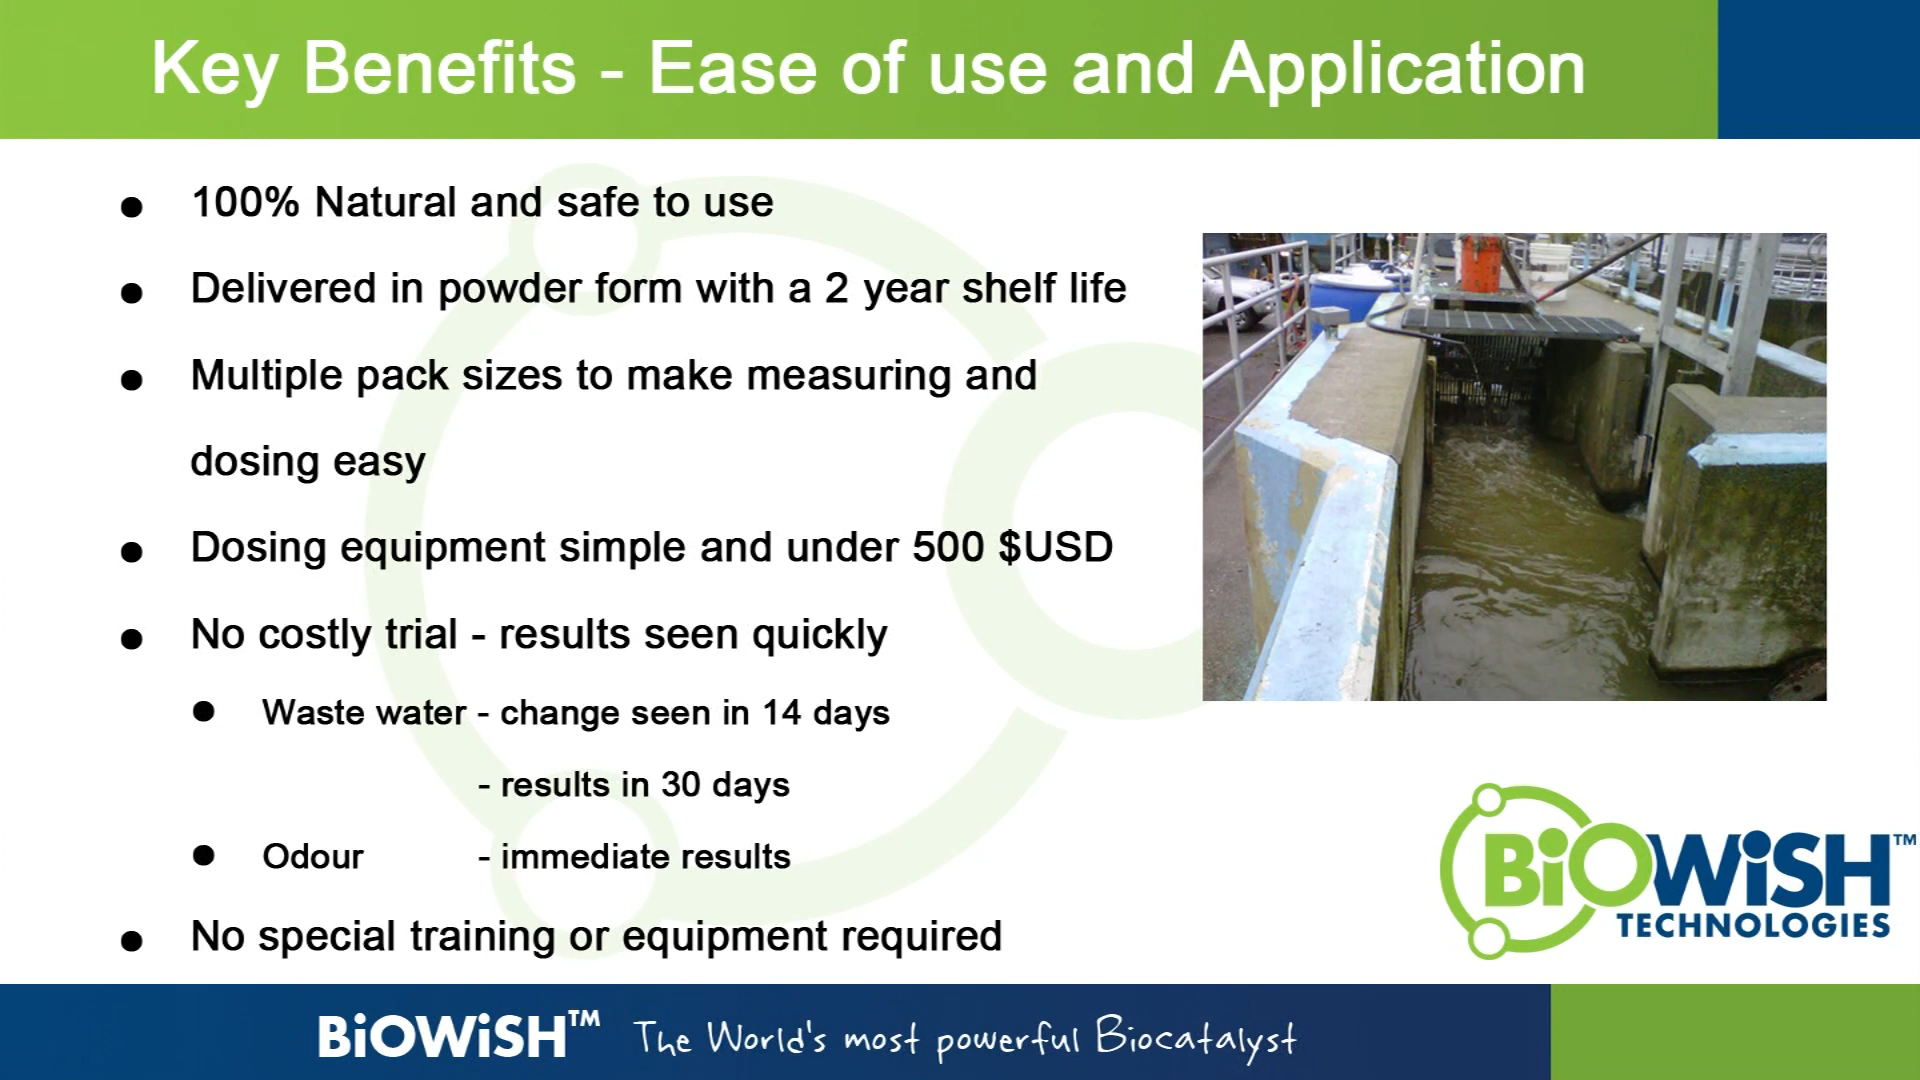 Key Benefits - Ease of use and Application
● 100% Natural and safe to use
● Delivered in powder form with a 2 year shelf life
● Multiple pack sizes to make measuring and
dosing easy
● Dosing equipment simple and under 500 $USD
● No costly trial - results seen quickly
● Waste water - change seen in 14 days
- results in 30 days
● Odour - immediate results
● No special training or equipment required
BiOWiSH™
TECHNOLOGIES
BiOWiSH™ The World's most powerful Biocatalyst